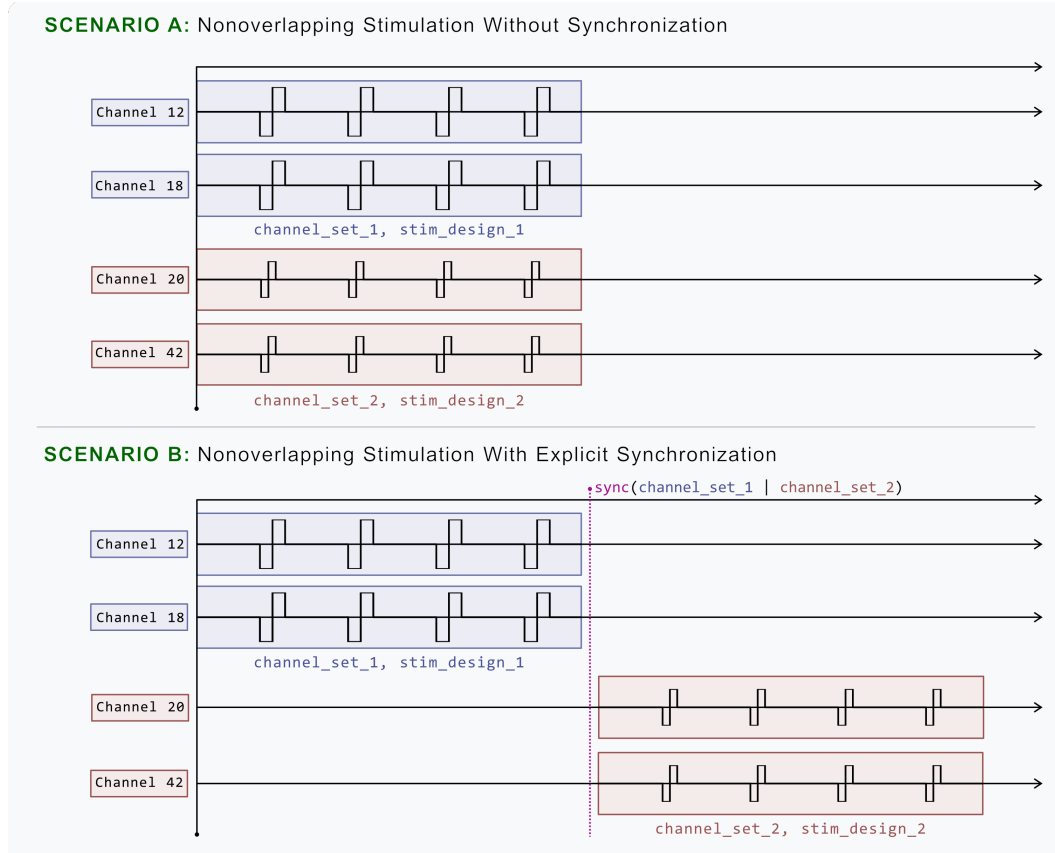 SCENARIO A: Nonoverlapping Stimulation Without Synchronization
Channel 12
Channel 18
channel_set_1, stim_design_1
Channel 20
Channel 42
channel_set_2, stim_design_2
SCENARIO B: Nonoverlapping Stimulation With Explicit Synchronization
sync(channel_set_1 | channel_set_2)
Channel 12
Channel 18
channel_set_1, stim_design_1
Channel 20
Channel 42
channel_set_2, stim_design_2